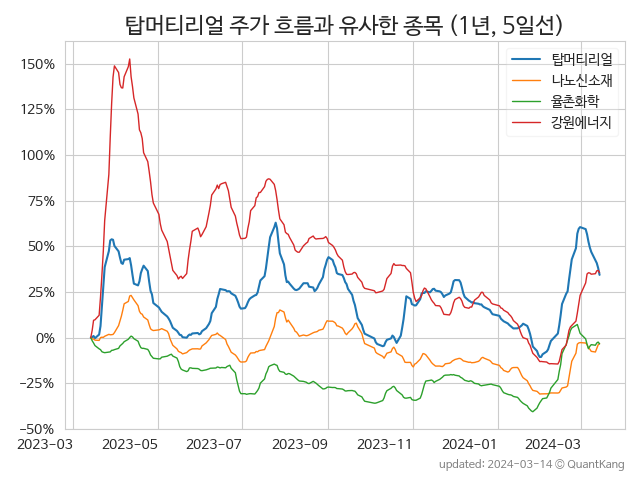 탑머티리얼 주가 흐름과 유사한 종목 (1년, 5일선)
탑머티리얼
나노신소재
율촌화학
강원에너지
150%
125%
100%
75%
50%
25%
0%
−25%
−50%
2023-03 2023-05 2023-07 2023-09 2023-11 2024-01 2024-03
updated: 2024-03-14 © QuantKang